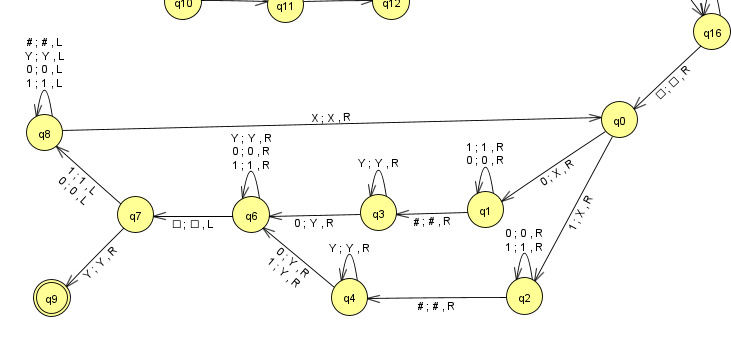 q10
q11
q12
q16
□ ; □ , R
# ; # , L
Y ; Y , L
0 ; 0 , L
1 ; 1 , L
q8
X ; X , R
q0
Y ; Y , R
0 ; 0 , R
1 ; 1 , R
Y ; Y , R
1 ; 1 , R
0 ; 0 , R
0 ; X , R
1 ; X , R
1 ; 1 , L
0 ; 0 , L
q7
□ ; □ , L
q6
0 ; Y , R
q3
# ; # , R
q1
Y ; Y , R
0 ; Y , R
1 ; Y , R
Y ; Y , R
0 ; 0 , R
1 ; 1 , R
q9
q4
# ; # , R
q2